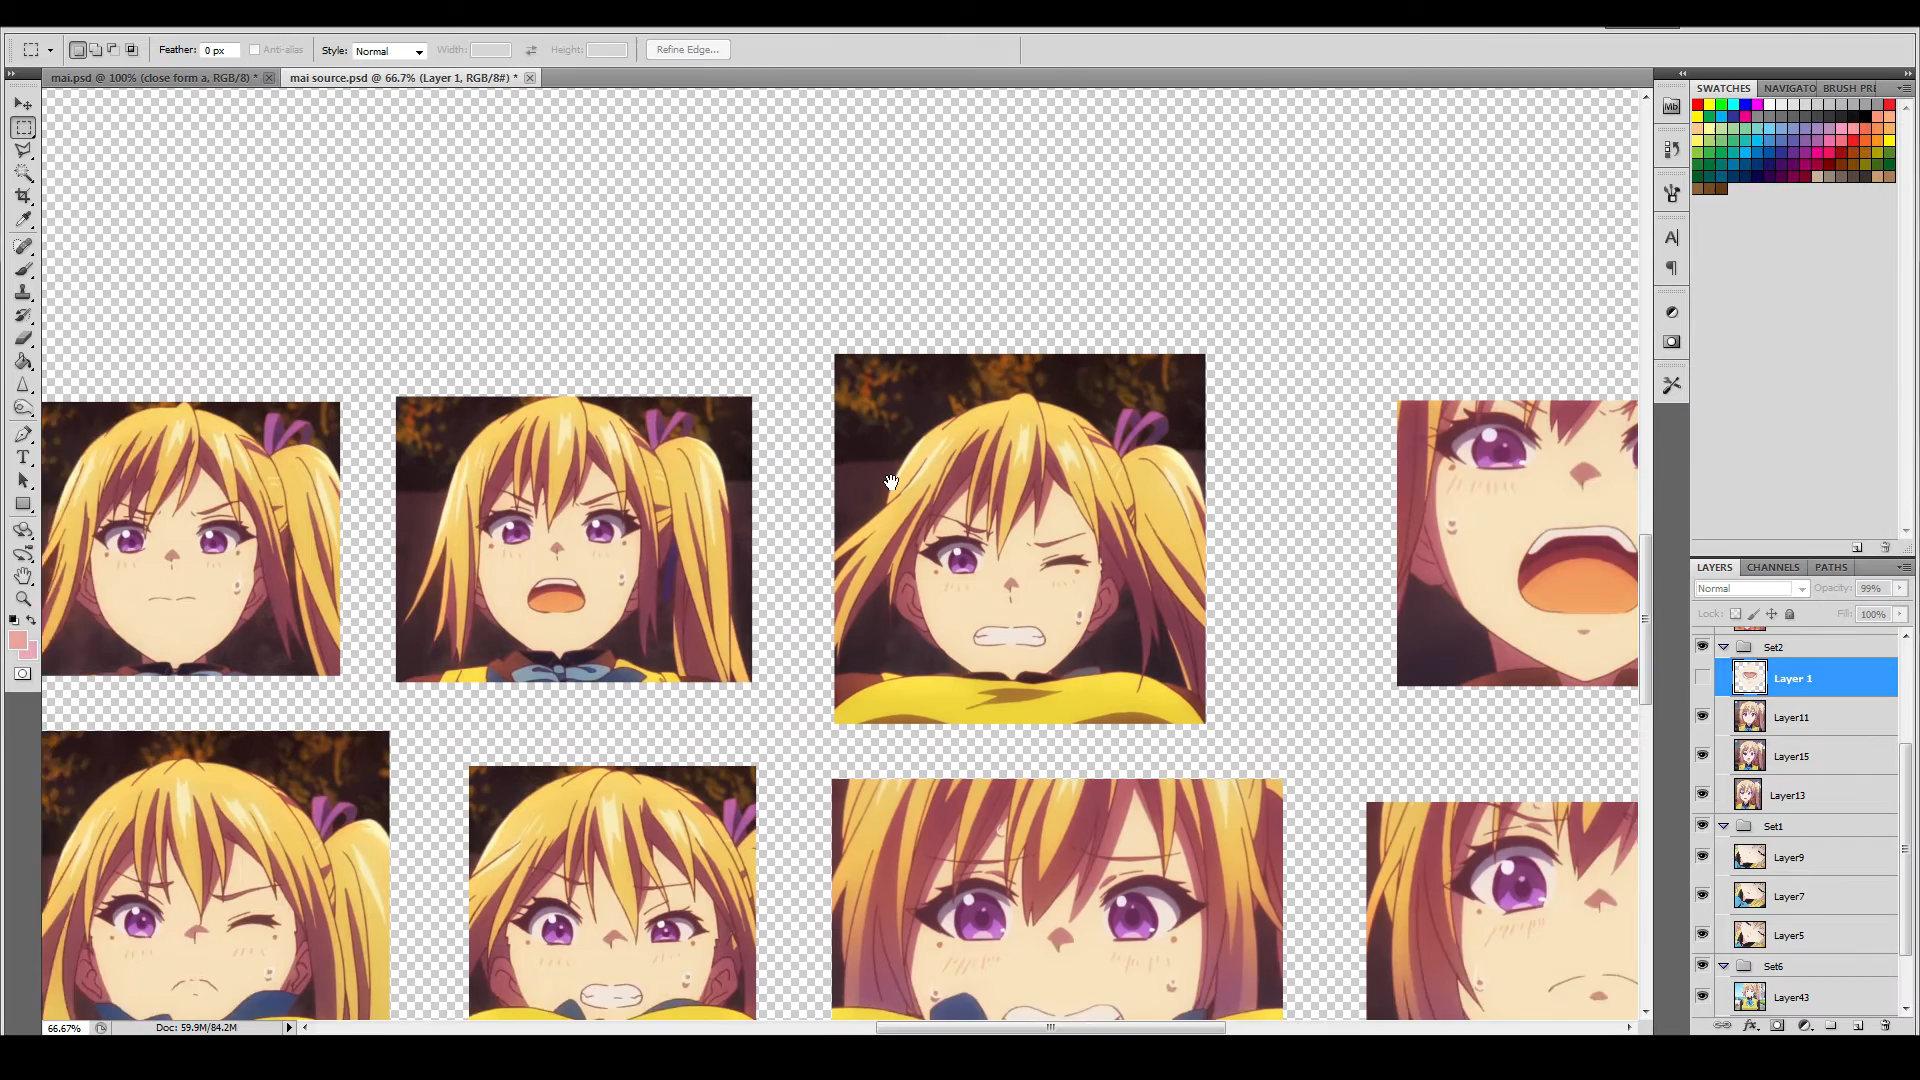 Feather: 0 px Anti-alias Style: Normal Width: Height: Refine Edge...
mai.psd @ 100% (close form a, RGB/8) * mai source.psd @ 66.7% (Layer 1, RGB/8#) *
SWATCHES NAVIGATO BRUSH PRE
Mb
A
T
LAYERS CHANNELS PATHS
Normal Opacity: 99%
Lock: Fill: 100%
Set2
Layer 1
Layer11
Layer15
Layer13
Set1
Layer9
Layer7
Layer5
Set6
Layer43
66.67% Doc: 59.9M/84.2M
fx